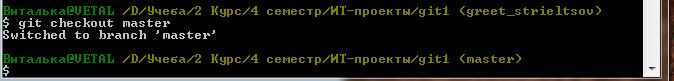 Виталька@VETAL /D/Учеба/2 Курс/4 семестр/ИТ-проекты/git1 (greet_strieltsov)
$ git checkout master
Switched to branch 'master'
Виталька@VETAL /D/Учеба/2 Курс/4 семестр/ИТ-проекты/git1 (master)
$